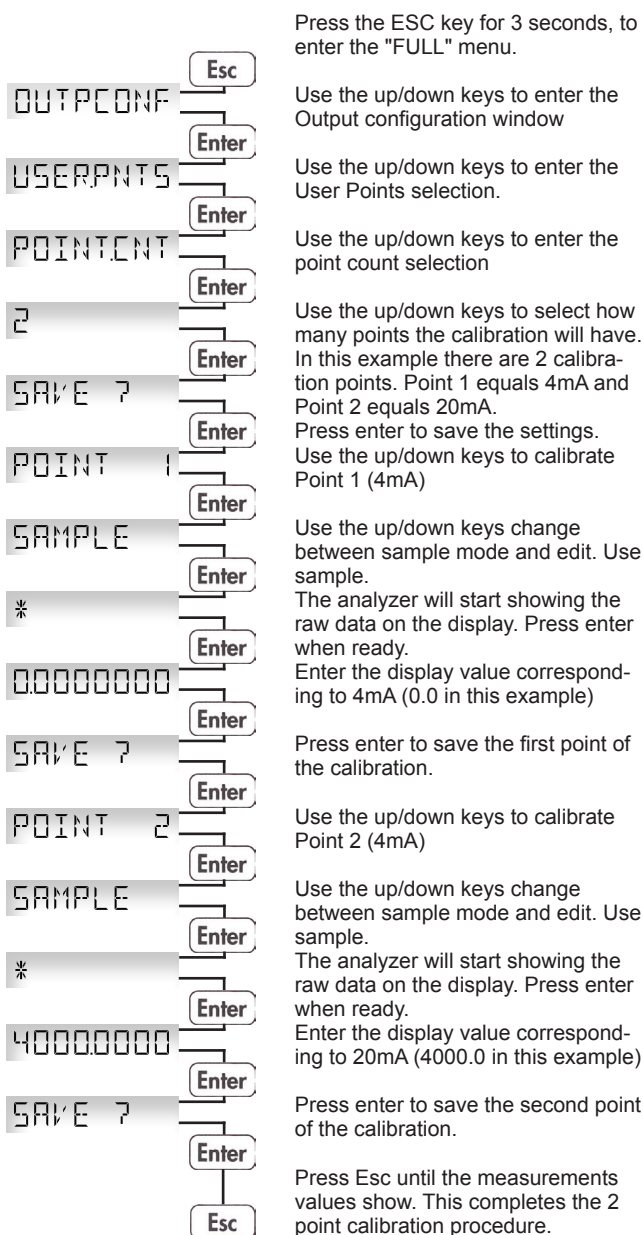 Esc
OUTP.CONF
Enter
USER.PNTS
Enter
POINT.CNT
Enter
2
Enter
SAVE ?
Enter
POINT 1
Enter
SAMPLE
Enter
*
Enter
0.0000000
Enter
SAVE ?
Enter
POINT 2
Enter
SAMPLE
Enter
*
Enter
4000.0000
Enter
SAVE ?
Enter
Esc
Press the ESC key for 3 seconds, to
enter the "FULL" menu.
Use the up/down keys to enter the
Output configuration window
Use the up/down keys to enter the
User Points selection.
Use the up/down keys to enter the
point count selection
Use the up/down keys to select how
many points the calibration will have.
In this example there are 2 calibra-
tion points. Point 1 equals 4mA and
Point 2 equals 20mA.
Press enter to save the settings.
Use the up/down keys to calibrate
Point 1 (4mA)
Use the up/down keys change
between sample mode and edit. Use
sample.
The analyzer will start showing the
raw data on the display. Press enter
when ready.
Enter the display value correspond-
ing to 4mA (0.0 in this example)
Press enter to save the first point of
the calibration.
Use the up/down keys to calibrate
Point 2 (4mA)
Use the up/down keys change
between sample mode and edit. Use
sample.
The analyzer will start showing the
raw data on the display. Press enter
when ready.
Enter the display value correspond-
ing to 20mA (4000.0 in this example)
Press enter to save the second point
of the calibration.
Press Esc until the measurements
values show. This completes the 2
point calibration procedure.